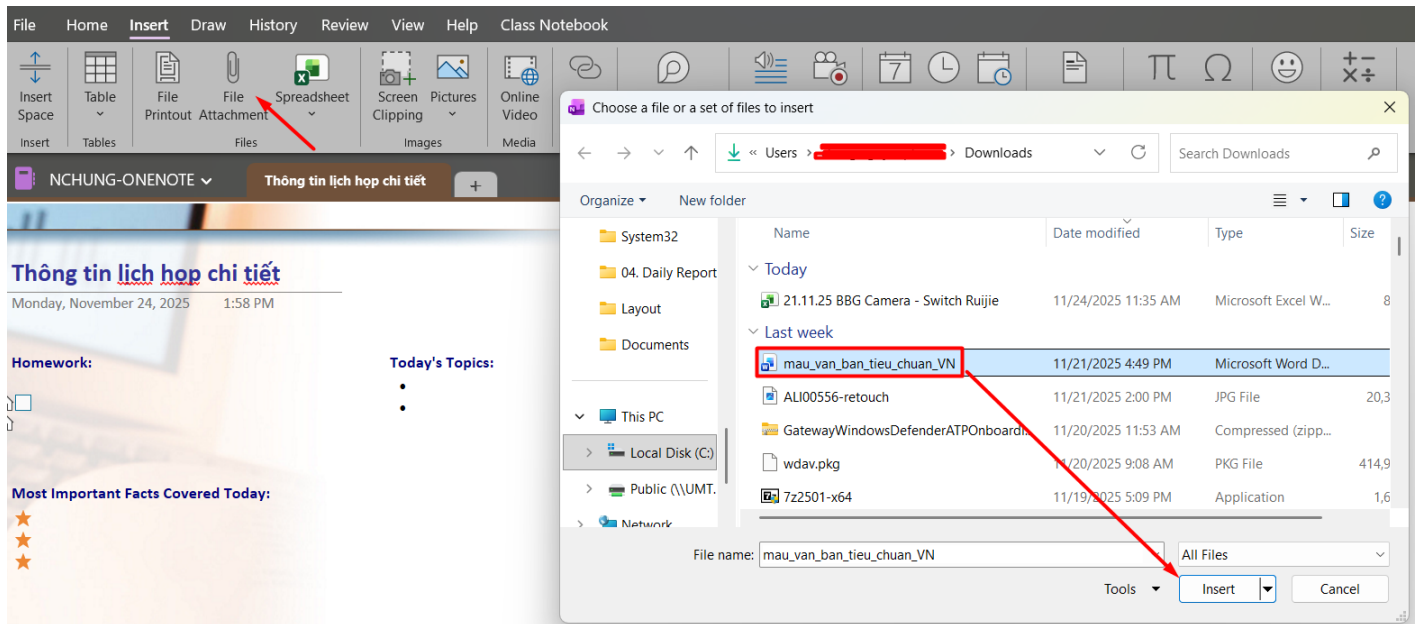 File Home Insert Draw History Review View Help Class Notebook
Insert Space
Table
File Printout
File Attachment
Spreadsheet
Screen Clipping
Pictures
Online Video
Insert Tables Files Images Media
NCHUNG-ONENOTE
Thông tin lịch họp chi tiết
+
Thông tin lịch họp chi tiết
Monday, November 24, 2025 1:58 PM
Homework:
Today's Topics:
Most Important Facts Covered Today:
Choose a file or a set of files to insert
« Users › › Downloads
Search Downloads
Organize New folder
System32
04. Daily Report
Layout
Documents
This PC
Local Disk (C:)
Public (\\UMT.
Network
Name Date modified Type Size
Today
21.11.25 BBG Camera - Switch Ruijie 11/24/2025 11:35 AM Microsoft Excel W... 8
Last week
mau_van_ban_tieu_chuan_VN 11/21/2025 4:49 PM Microsoft Word D...
ALI00556-retouch 11/21/2025 2:00 PM JPG File 20,3
GatewayWindowsDefenderATPOnboardi... 11/20/2025 11:53 AM Compressed (zipp...
wdav.pkg 11/20/2025 9:08 AM PKG File 414,9
7z2501-x64 11/19/2025 5:09 PM Application 1,6
File name: mau_van_ban_tieu_chuan_VN All Files
Tools Insert Cancel